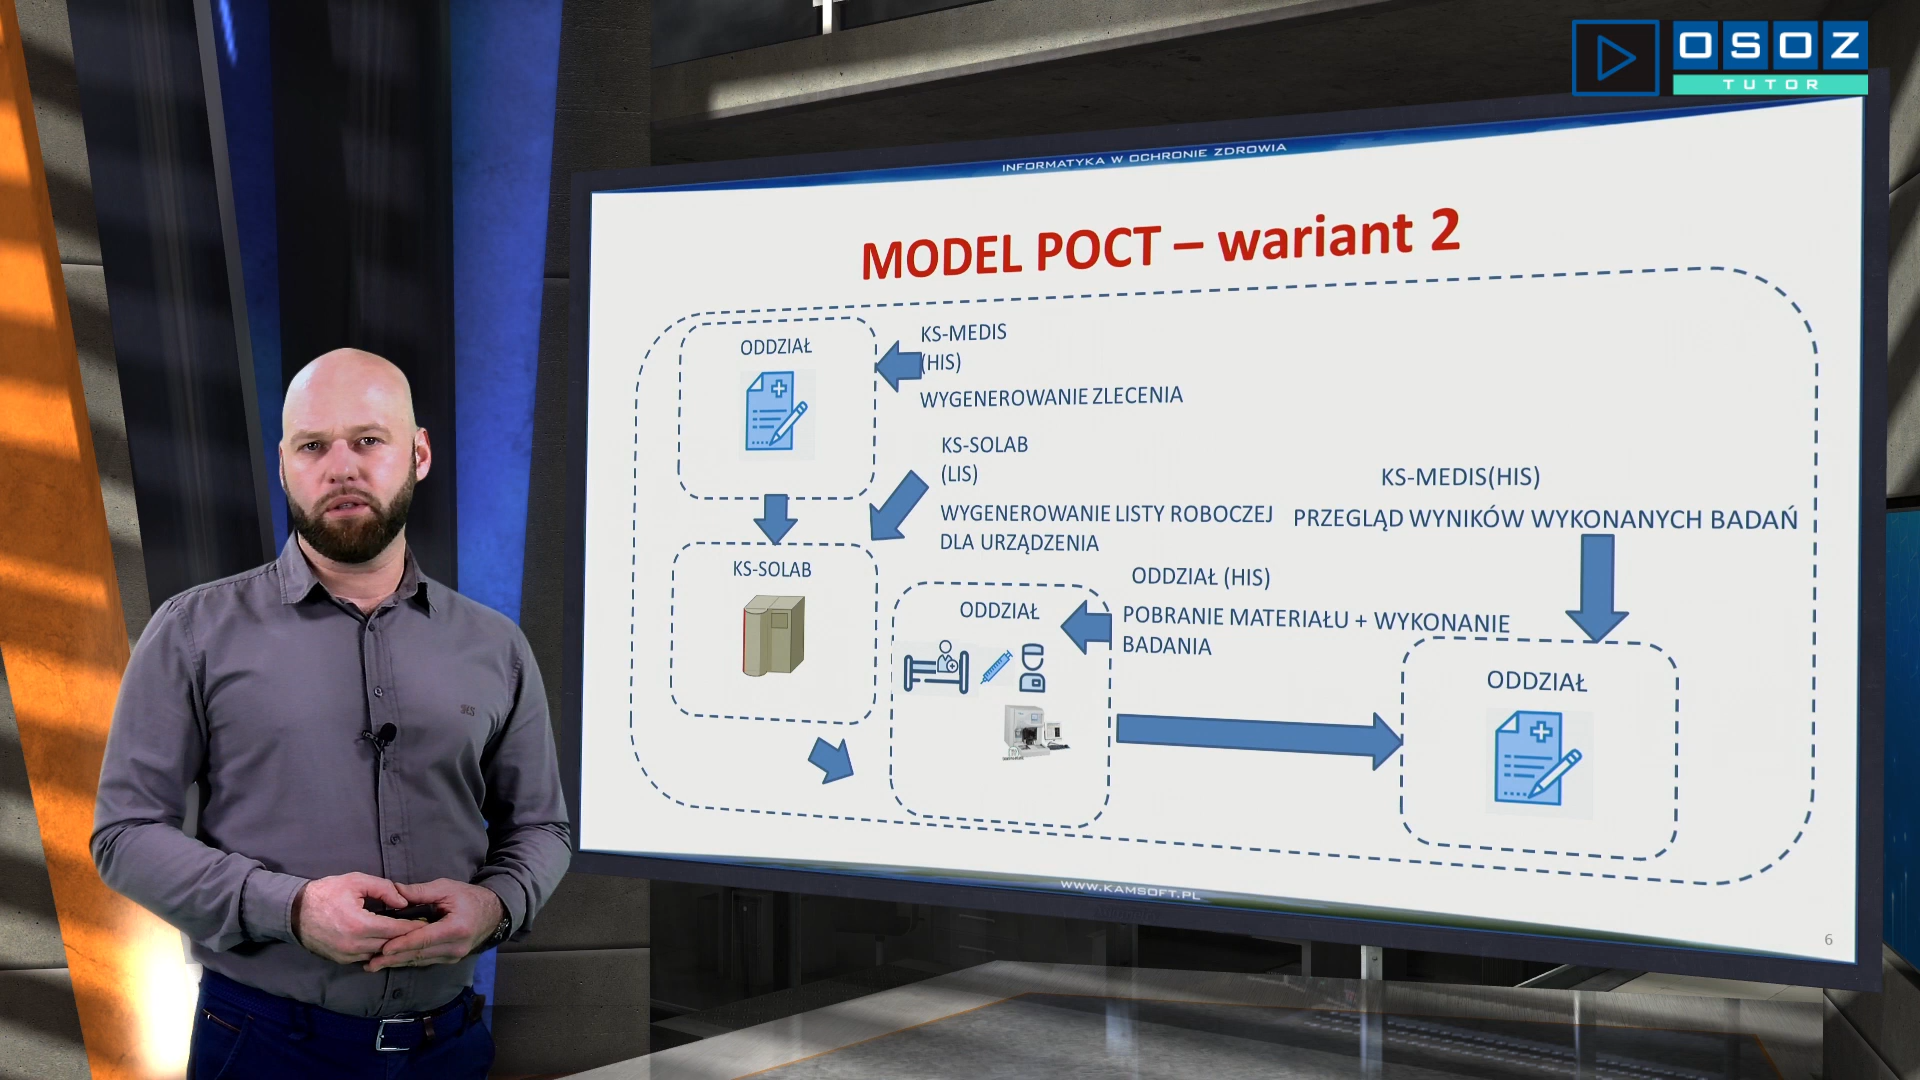 OSOZ
TUTOR
INFORMATYKA W OCHRONIE ZDROWIA
MODEL POCT – wariant 2
ODDZIAŁ
KS-MEDIS
(HIS)
WYGENEROWANIE ZLECENIA
KS-SOLAB
(LIS)
WYGENEROWANIE LISTY ROBOCZEJ
DLA URZĄDZENIA
KS-MEDIS(HIS)
PRZEGLĄD WYNIKÓW WYKONANYCH BADAŃ
KS-SOLAB
ODDZIAŁ
ODDZIAŁ (HIS)
POBRANIE MATERIAŁU + WYKONANIE
BADANIA
ODDZIAŁ
WWW.KAMSOFT.PL
6